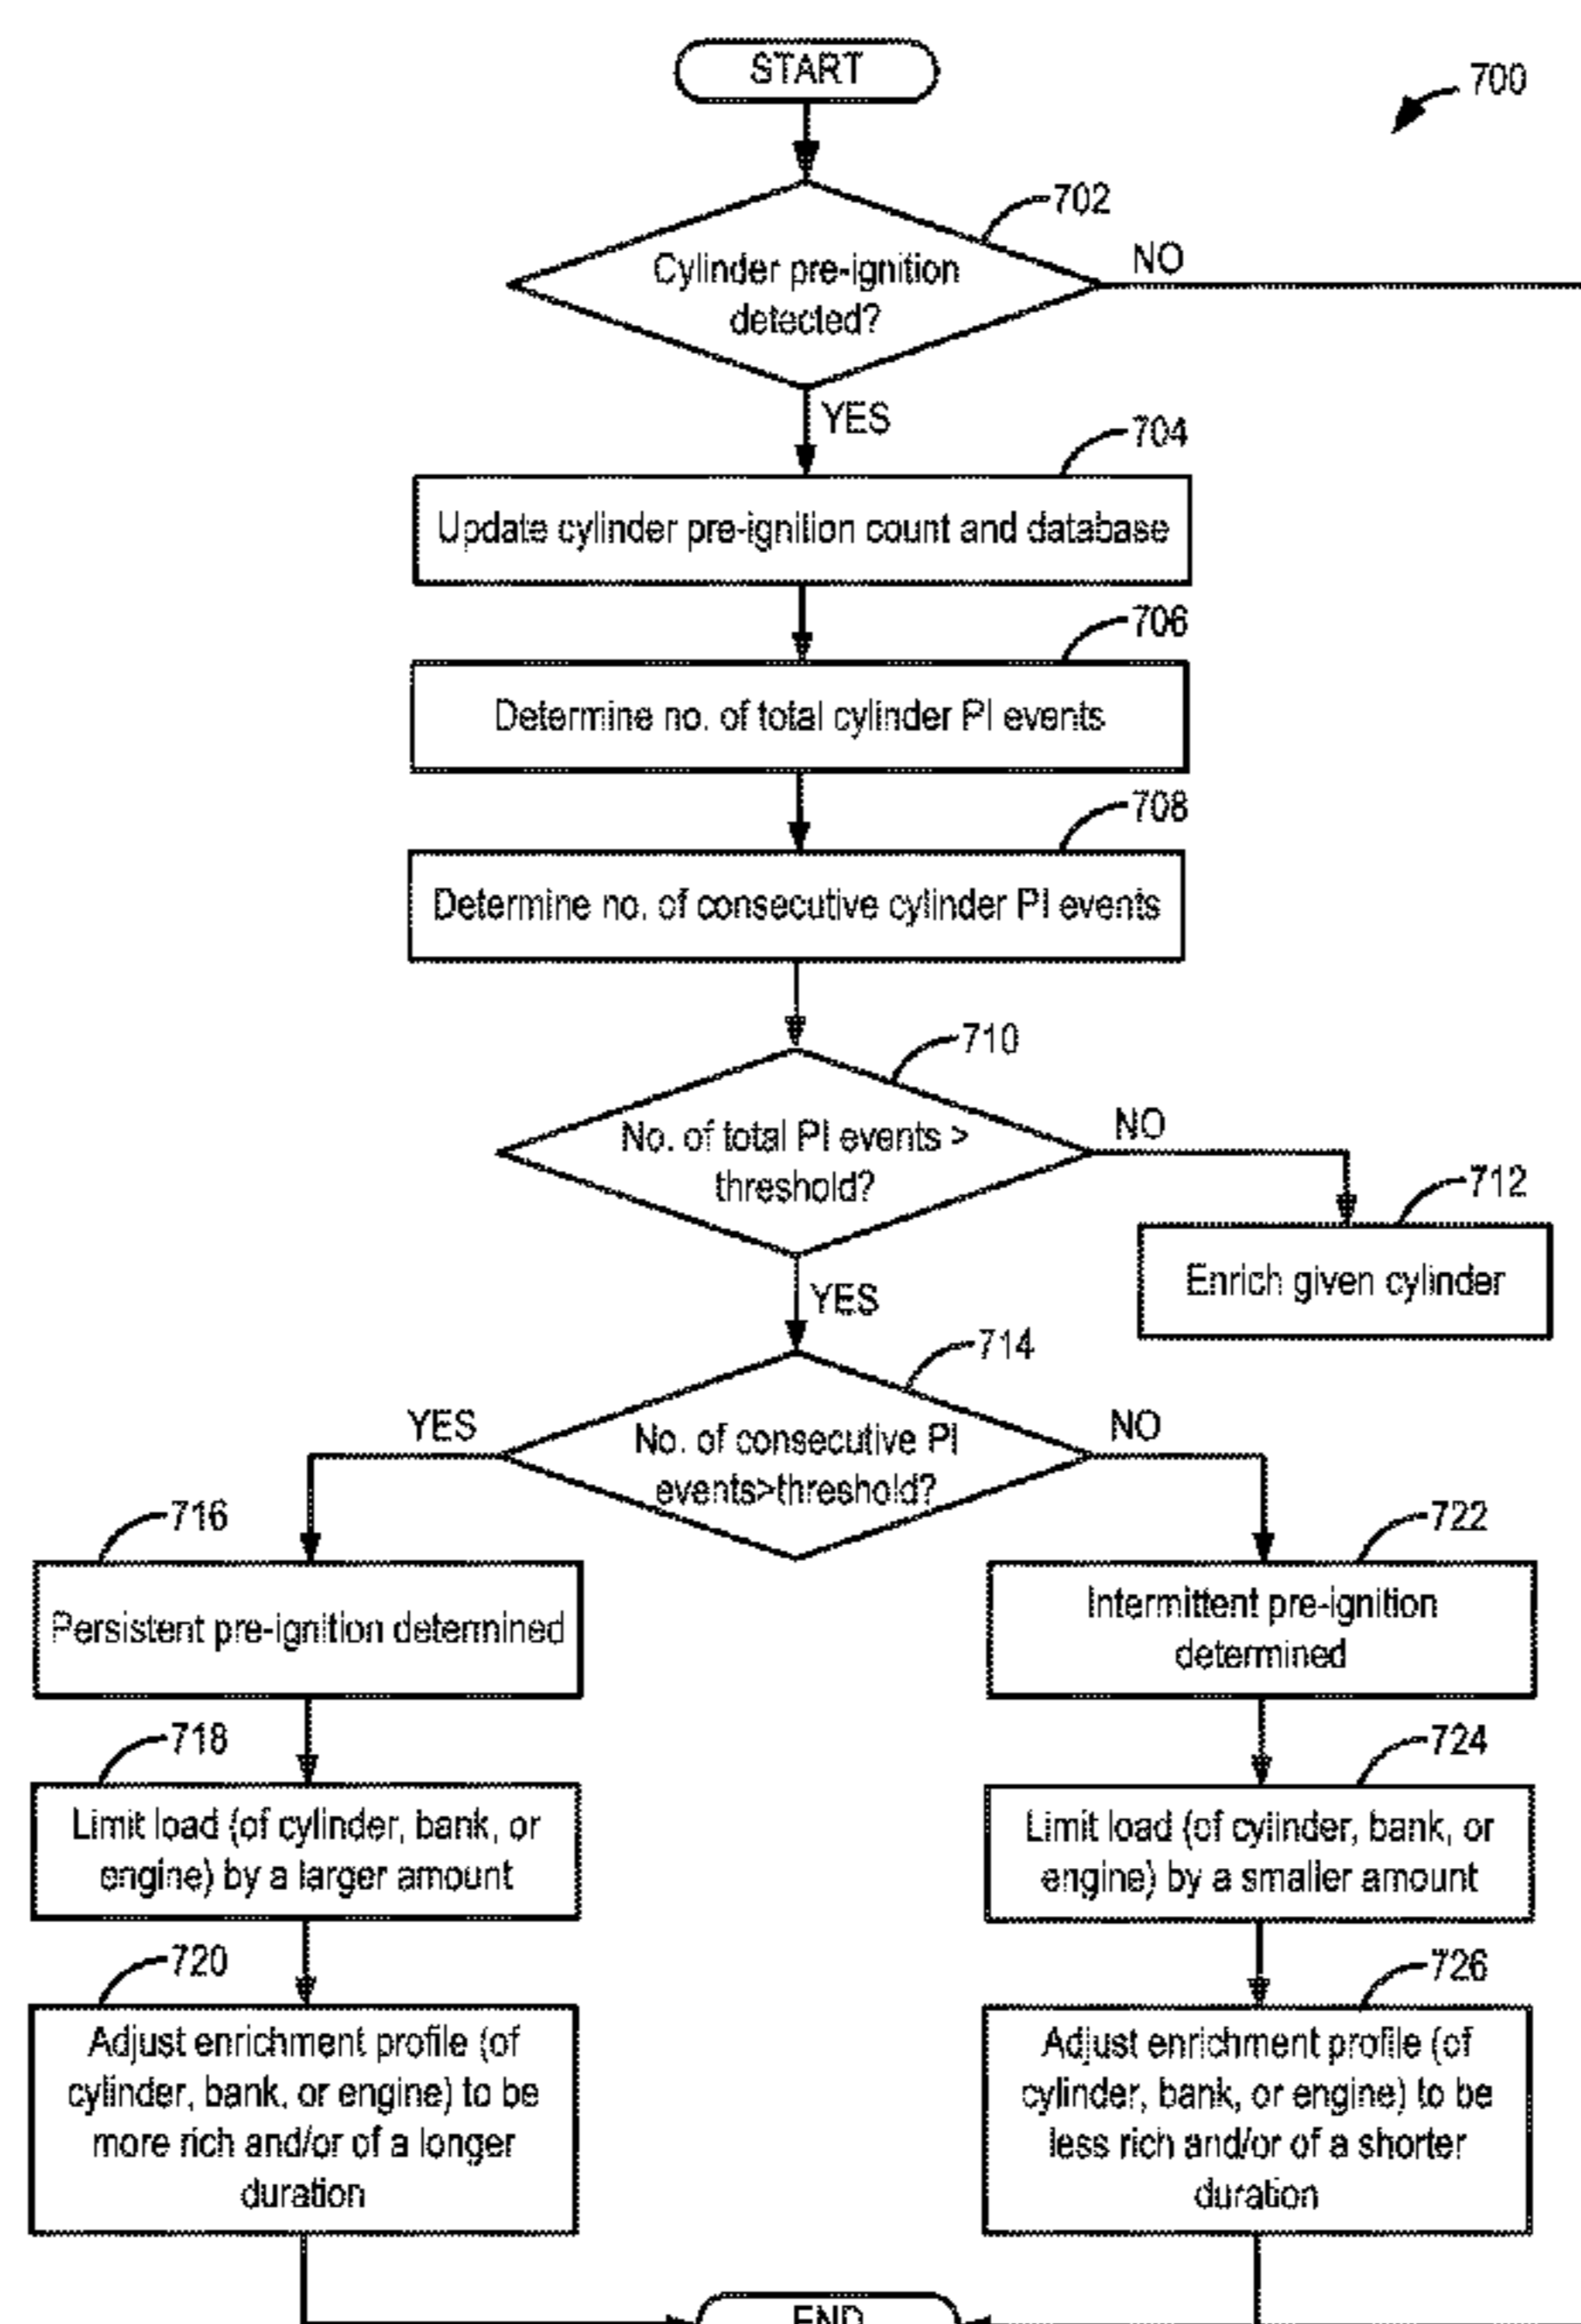 START
700
702
Cylinder pre-ignition
detected?
NO
YES
704
Update cylinder pre-ignition count and database
706
Determine no. of total cylinder PI events
708
Determine no. of consecutive cylinder PI events
710
No. of total PI events >
threshold?
NO
712
Enrich given cylinder
YES
714
No. of consecutive PI
events>threshold?
YES
NO
716
Persistent pre-ignition determined
718
Limit load (of cylinder, bank, or
engine) by a larger amount
720
Adjust enrichment profile (of
cylinder, bank, or engine) to be
more rich and/or of a longer
duration
722
Intermittent pre-ignition
determined
724
Limit load (of cylinder, bank, or
engine) by a smaller amount
726
Adjust enrichment profile (of
cylinder, bank, or engine) to be
less rich and/or of a shorter
duration
END